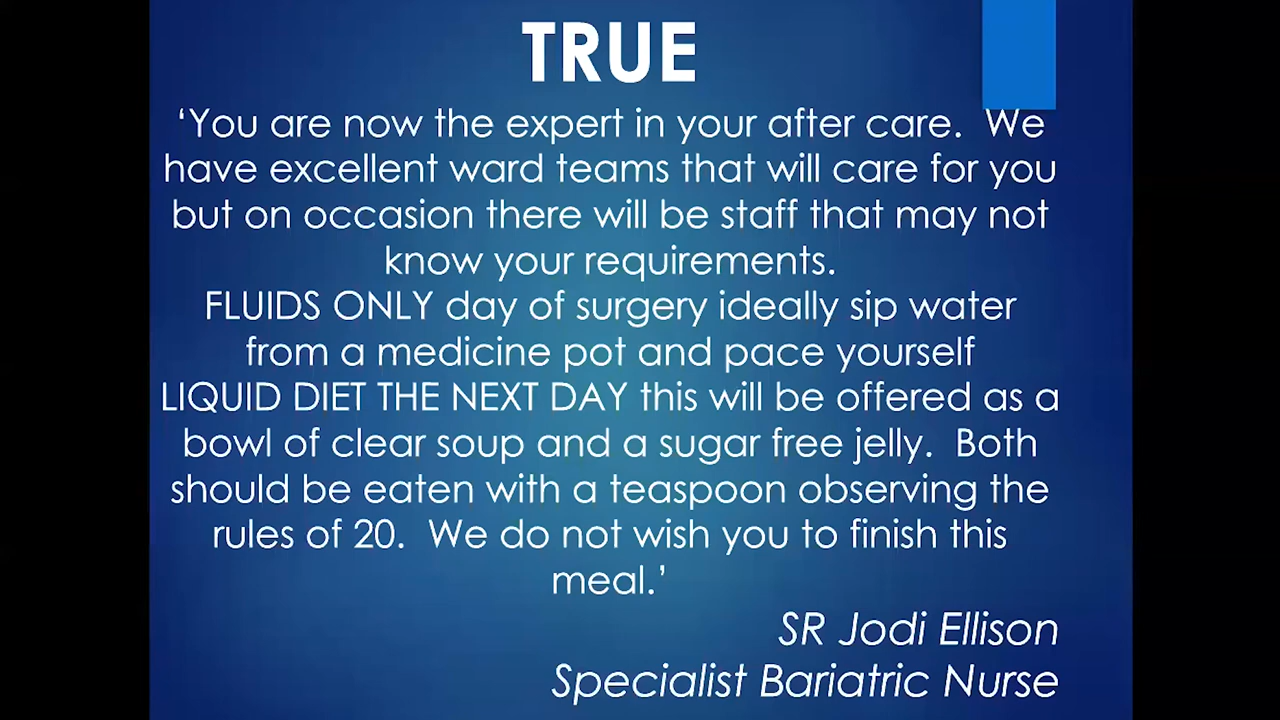 TRUE
‘You are now the expert in your after care.  We
have excellent ward teams that will care for you
but on occasion there will be staff that may not
know your requirements.
FLUIDS ONLY day of surgery ideally sip water
from a medicine pot and pace yourself
LIQUID DIET THE NEXT DAY this will be offered as a
bowl of clear soup and a sugar free jelly.  Both
should be eaten with a teaspoon observing the
rules of 20.  We do not wish you to finish this
meal.’
SR Jodi Ellison
Specialist Bariatric Nurse